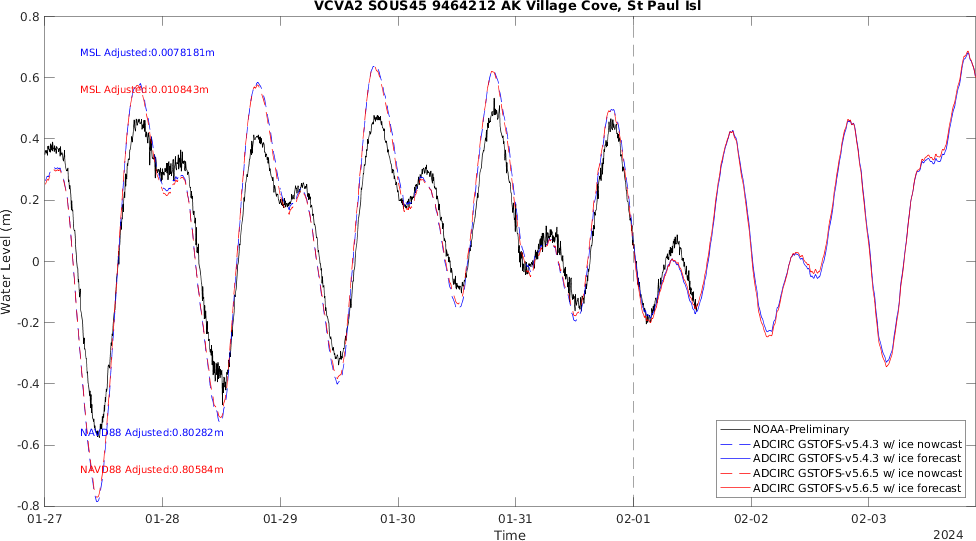 VCVA2 SOUS45 9464212 AK Village Cove, St Paul Isl
0.8
0.6
0.4
0.2
0
-0.2
-0.4
-0.6
-0.8
Water Level (m)
MSL Adjusted:0.0078181m
MSL Adjusted:0.010843m
NAVD88 Adjusted:0.80282m
NAVD88 Adjusted:0.80584m
NOAA-Preliminary
ADCIRC GSTOFS-v5.4.3 w/ ice nowcast
ADCIRC GSTOFS-v5.4.3 w/ ice forecast
ADCIRC GSTOFS-v5.6.5 w/ ice nowcast
ADCIRC GSTOFS-v5.6.5 w/ ice forecast
01-27 01-28 01-29 01-30 01-31 02-01 02-02 02-03
Time
2024